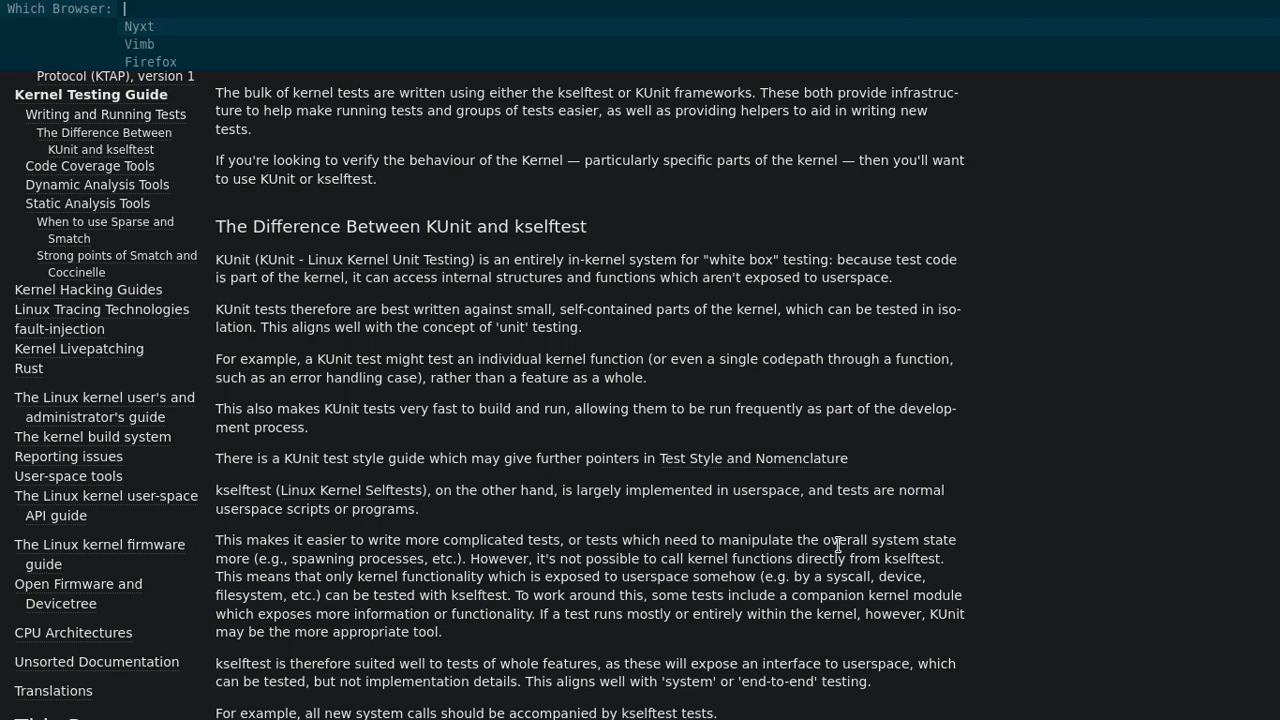 Which Browser:
Nyxt
Vimb
Firefox
Protocol (KTAP), version 1
Kernel Testing Guide
Writing and Running Tests
The Difference Between
KUnit and kselftest
Code Coverage Tools
Dynamic Analysis Tools
Static Analysis Tools
When to use Sparse and
Smatch
Strong points of Smatch and
Coccinelle
Kernel Hacking Guides
Linux Tracing Technologies
fault-injection
Kernel Livepatching
Rust
The Linux kernel user's and
administrator's guide
The kernel build system
Reporting issues
User-space tools
The Linux kernel user-space
API guide
The Linux kernel firmware
guide
Open Firmware and
Devicetree
CPU Architectures
Unsorted Documentation
Translations
The bulk of kernel tests are written using either the kselftest or KUnit frameworks. These both provide infrastruc-
ture to help make running tests and groups of tests easier, as well as providing helpers to aid in writing new
tests.
If you're looking to verify the behaviour of the Kernel — particularly specific parts of the kernel — then you'll want
to use KUnit or kselftest.
The Difference Between KUnit and kselftest
KUnit (KUnit - Linux Kernel Unit Testing) is an entirely in-kernel system for "white box" testing: because test code
is part of the kernel, it can access internal structures and functions which aren't exposed to userspace.
KUnit tests therefore are best written against small, self-contained parts of the kernel, which can be tested in iso-
lation. This aligns well with the concept of 'unit' testing.
For example, a KUnit test might test an individual kernel function (or even a single codepath through a function,
such as an error handling case), rather than a feature as a whole.
This also makes KUnit tests very fast to build and run, allowing them to be run frequently as part of the develop-
ment process.
There is a KUnit test style guide which may give further pointers in Test Style and Nomenclature
kselftest (Linux Kernel Selftests), on the other hand, is largely implemented in userspace, and tests are normal
userspace scripts or programs.
This makes it easier to write more complicated tests, or tests which need to manipulate the overall system state
more (e.g., spawning processes, etc.). However, it's not possible to call kernel functions directly from kselftest.
This means that only kernel functionality which is exposed to userspace somehow (e.g. by a syscall, device,
filesystem, etc.) can be tested with kselftest. To work around this, some tests include a companion kernel module
which exposes more information or functionality. If a test runs mostly or entirely within the kernel, however, KUnit
may be the more appropriate tool.
kselftest is therefore suited well to tests of whole features, as these will expose an interface to userspace, which
can be tested, but not implementation details. This aligns well with 'system' or 'end-to-end' testing.
For example, all new system calls should be accompanied by kselftest tests.